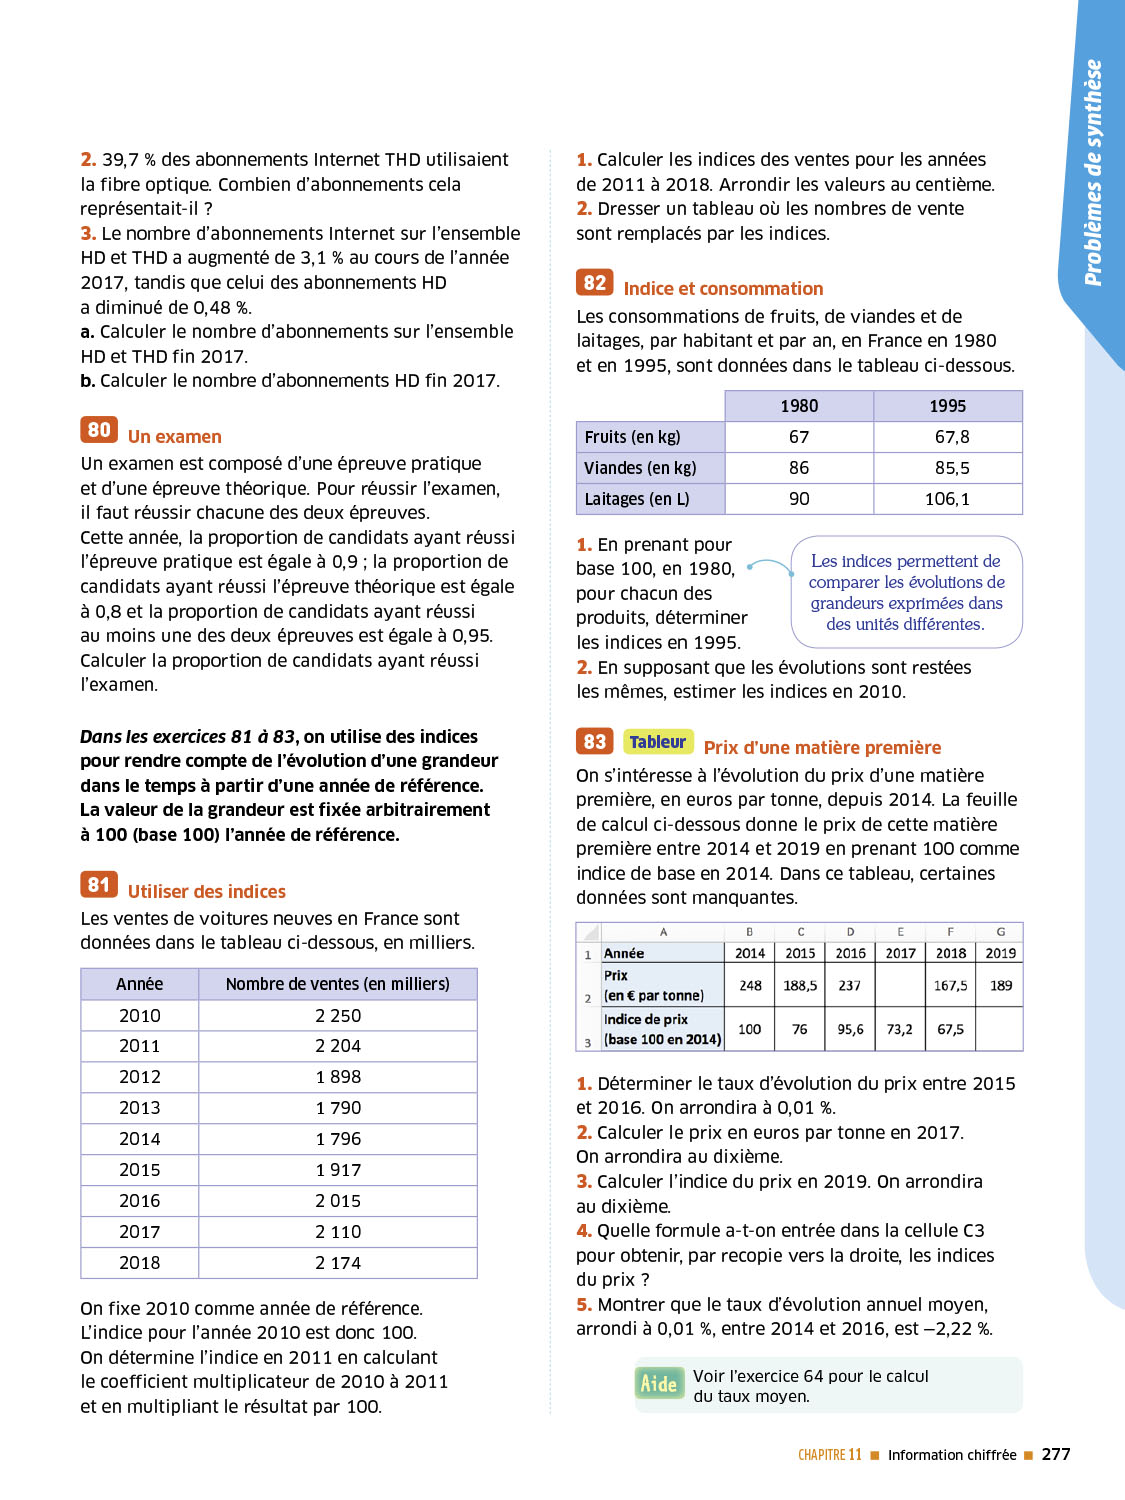 Problèmes de synthèse
2. 39,7 % des abonnements Internet THD utilisaient
la fibre optique. Combien d'abonnements cela
représentait-il ?
3. Le nombre d'abonnements Internet sur l'ensemble
HD et THD a augmenté de 3,1 % au cours de l'année
2017, tandis que celui des abonnements HD
a diminué de 0,48 %.
a. Calculer le nombre d'abonnements sur l'ensemble
HD et THD fin 2017.
b. Calculer le nombre d'abonnements HD fin 2017.
80 Un examen
Un examen est composé d'une épreuve pratique
et d'une épreuve théorique. Pour réussir l'examen,
il faut réussir chacune des deux épreuves.
Cette année, la proportion de candidats ayant réussi
l'épreuve pratique est égale à 0,9 ; la proportion de
candidats ayant réussi l'épreuve théorique est égale
à 0,8 et la proportion de candidats ayant réussi
au moins une des deux épreuves est égale à 0,95.
Calculer la proportion de candidats ayant réussi
l'examen.
Dans les exercices 81 à 83, on utilise des indices
pour rendre compte de l'évolution d'une grandeur
dans le temps à partir d'une année de référence.
La valeur de la grandeur est fixée arbitrairement
à 100 (base 100) l'année de référence.
81 Utiliser des indices
Les ventes de voitures neuves en France sont
données dans le tableau ci-dessous, en milliers.
Année Nombre de ventes (en milliers)
2010 2 250
2011 2 204
2012 1 898
2013 1 790
2014 1 796
2015 1 917
2016 2 015
2017 2 110
2018 2 174
On fixe 2010 comme année de référence.
L'indice pour l'année 2010 est donc 100.
On détermine l'indice en 2011 en calculant
le coefficient multiplicateur de 2010 à 2011
et en multipliant le résultat par 100.
1. Calculer les indices des ventes pour les années
de 2011 à 2018. Arrondir les valeurs au centième.
2. Dresser un tableau où les nombres de vente
sont remplacés par les indices.
82 Indice et consommation
Les consommations de fruits, de viandes et de
laitages, par habitant et par an, en France en 1980
et en 1995, sont données dans le tableau ci-dessous.
1980 1995
Fruits (en kg) 67 67,8
Viandes (en kg) 86 85,5
Laitages (en L) 90 106,1
1. En prenant pour
base 100, en 1980,
pour chacun des
produits, déterminer
les indices en 1995.
Les indices permettent de
comparer les évolutions de
grandeurs exprimées dans
des unités différentes.
2. En supposant que les évolutions sont restées
les mêmes, estimer les indices en 2010.
83 Tableur Prix d'une matière première
On s'intéresse à l'évolution du prix d'une matière
première, en euros par tonne, depuis 2014. La feuille
de calcul ci-dessous donne le prix de cette matière
première entre 2014 et 2019 en prenant 100 comme
indice de base en 2014. Dans ce tableau, certaines
données sont manquantes.
A B C D E F G
1 Année 2014 2015 2016 2017 2018 2019
2 Prix
(en € par tonne) 248 188,5 237 167,5 189
3 Indice de prix
(base 100 en 2014) 100 76 95,6 73,2 67,5
1. Déterminer le taux d'évolution du prix entre 2015
et 2016. On arrondira à 0,01 %.
2. Calculer le prix en euros par tonne en 2017.
On arrondira au dixième.
3. Calculer l'indice du prix en 2019. On arrondira
au dixième.
4. Quelle formule a-t-on entrée dans la cellule C3
pour obtenir, par recopie vers la droite, les indices
du prix ?
5. Montrer que le taux d'évolution annuel moyen,
arrondi à 0,01 %, entre 2014 et 2016, est –2,22 %.
Aide Voir l'exercice 64 pour le calcul
du taux moyen.
CHAPITRE 11 ■ Information chiffrée ■ 277